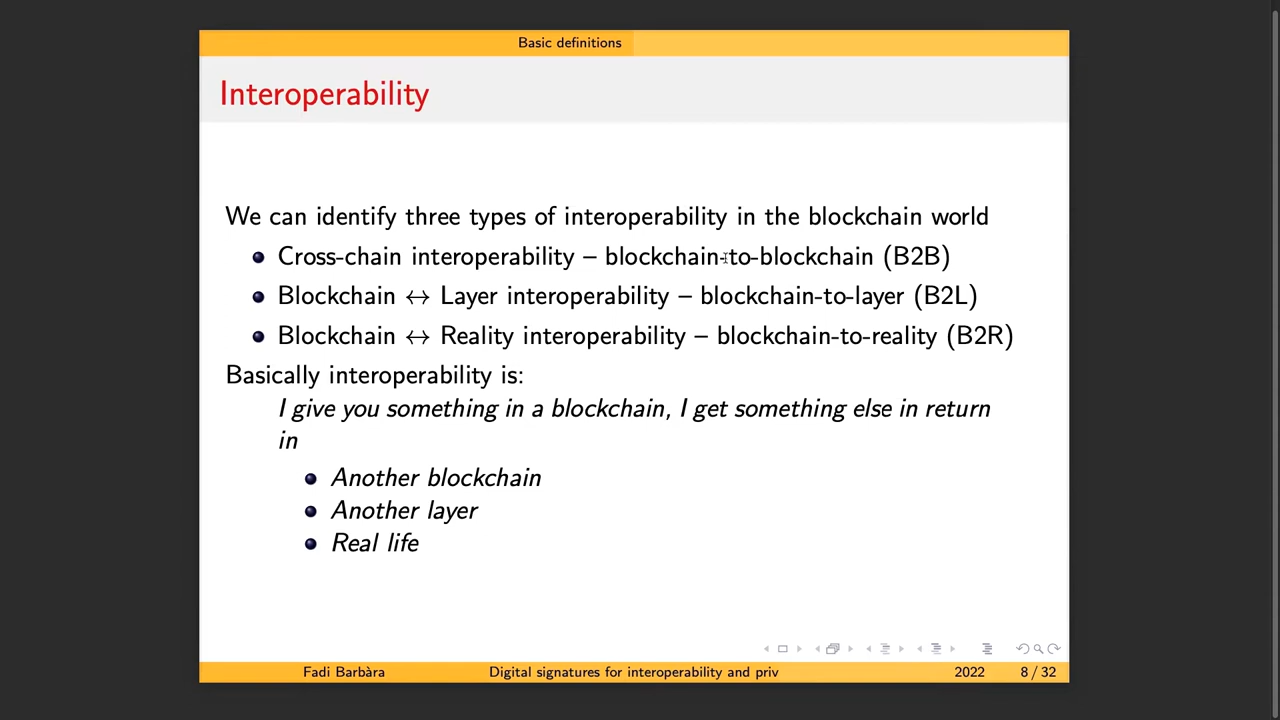 Basic definitions
Interoperability
We can identify three types of interoperability in the blockchain world
Cross-chain interoperability – blockchain-to-blockchain (B2B)
Blockchain ↔ Layer interoperability – blockchain-to-layer (B2L)
Blockchain ↔ Reality interoperability – blockchain-to-reality (B2R)
Basically interoperability is:
I give you something in a blockchain, I get something else in return
in
Another blockchain
Another layer
Real life
Fadi Barbàra Digital signatures for interoperability and priv 2022 8 / 32